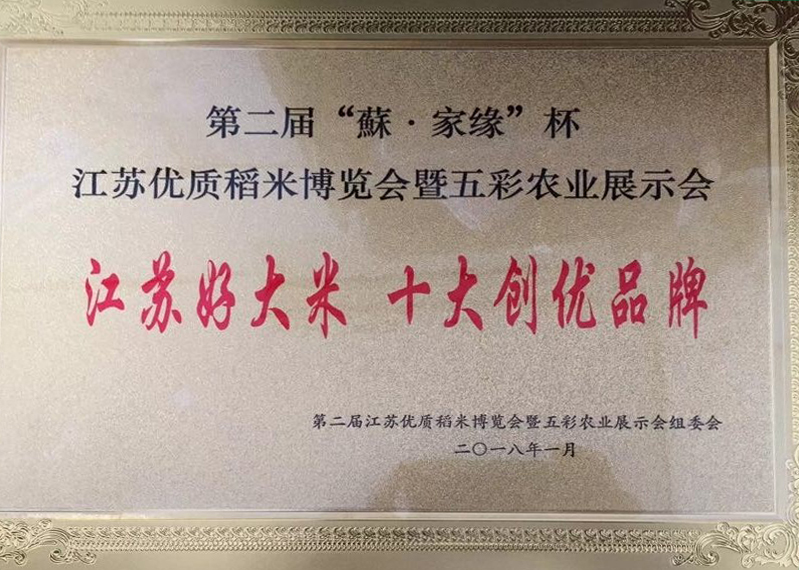 第二届“蘇·家缘”杯
江苏优质稻米博览会暨五彩农业展示会
江苏好大米 十大创优品牌
第二届江苏优质稻米博览会暨五彩农业展示会组委会
二〇一八年一月